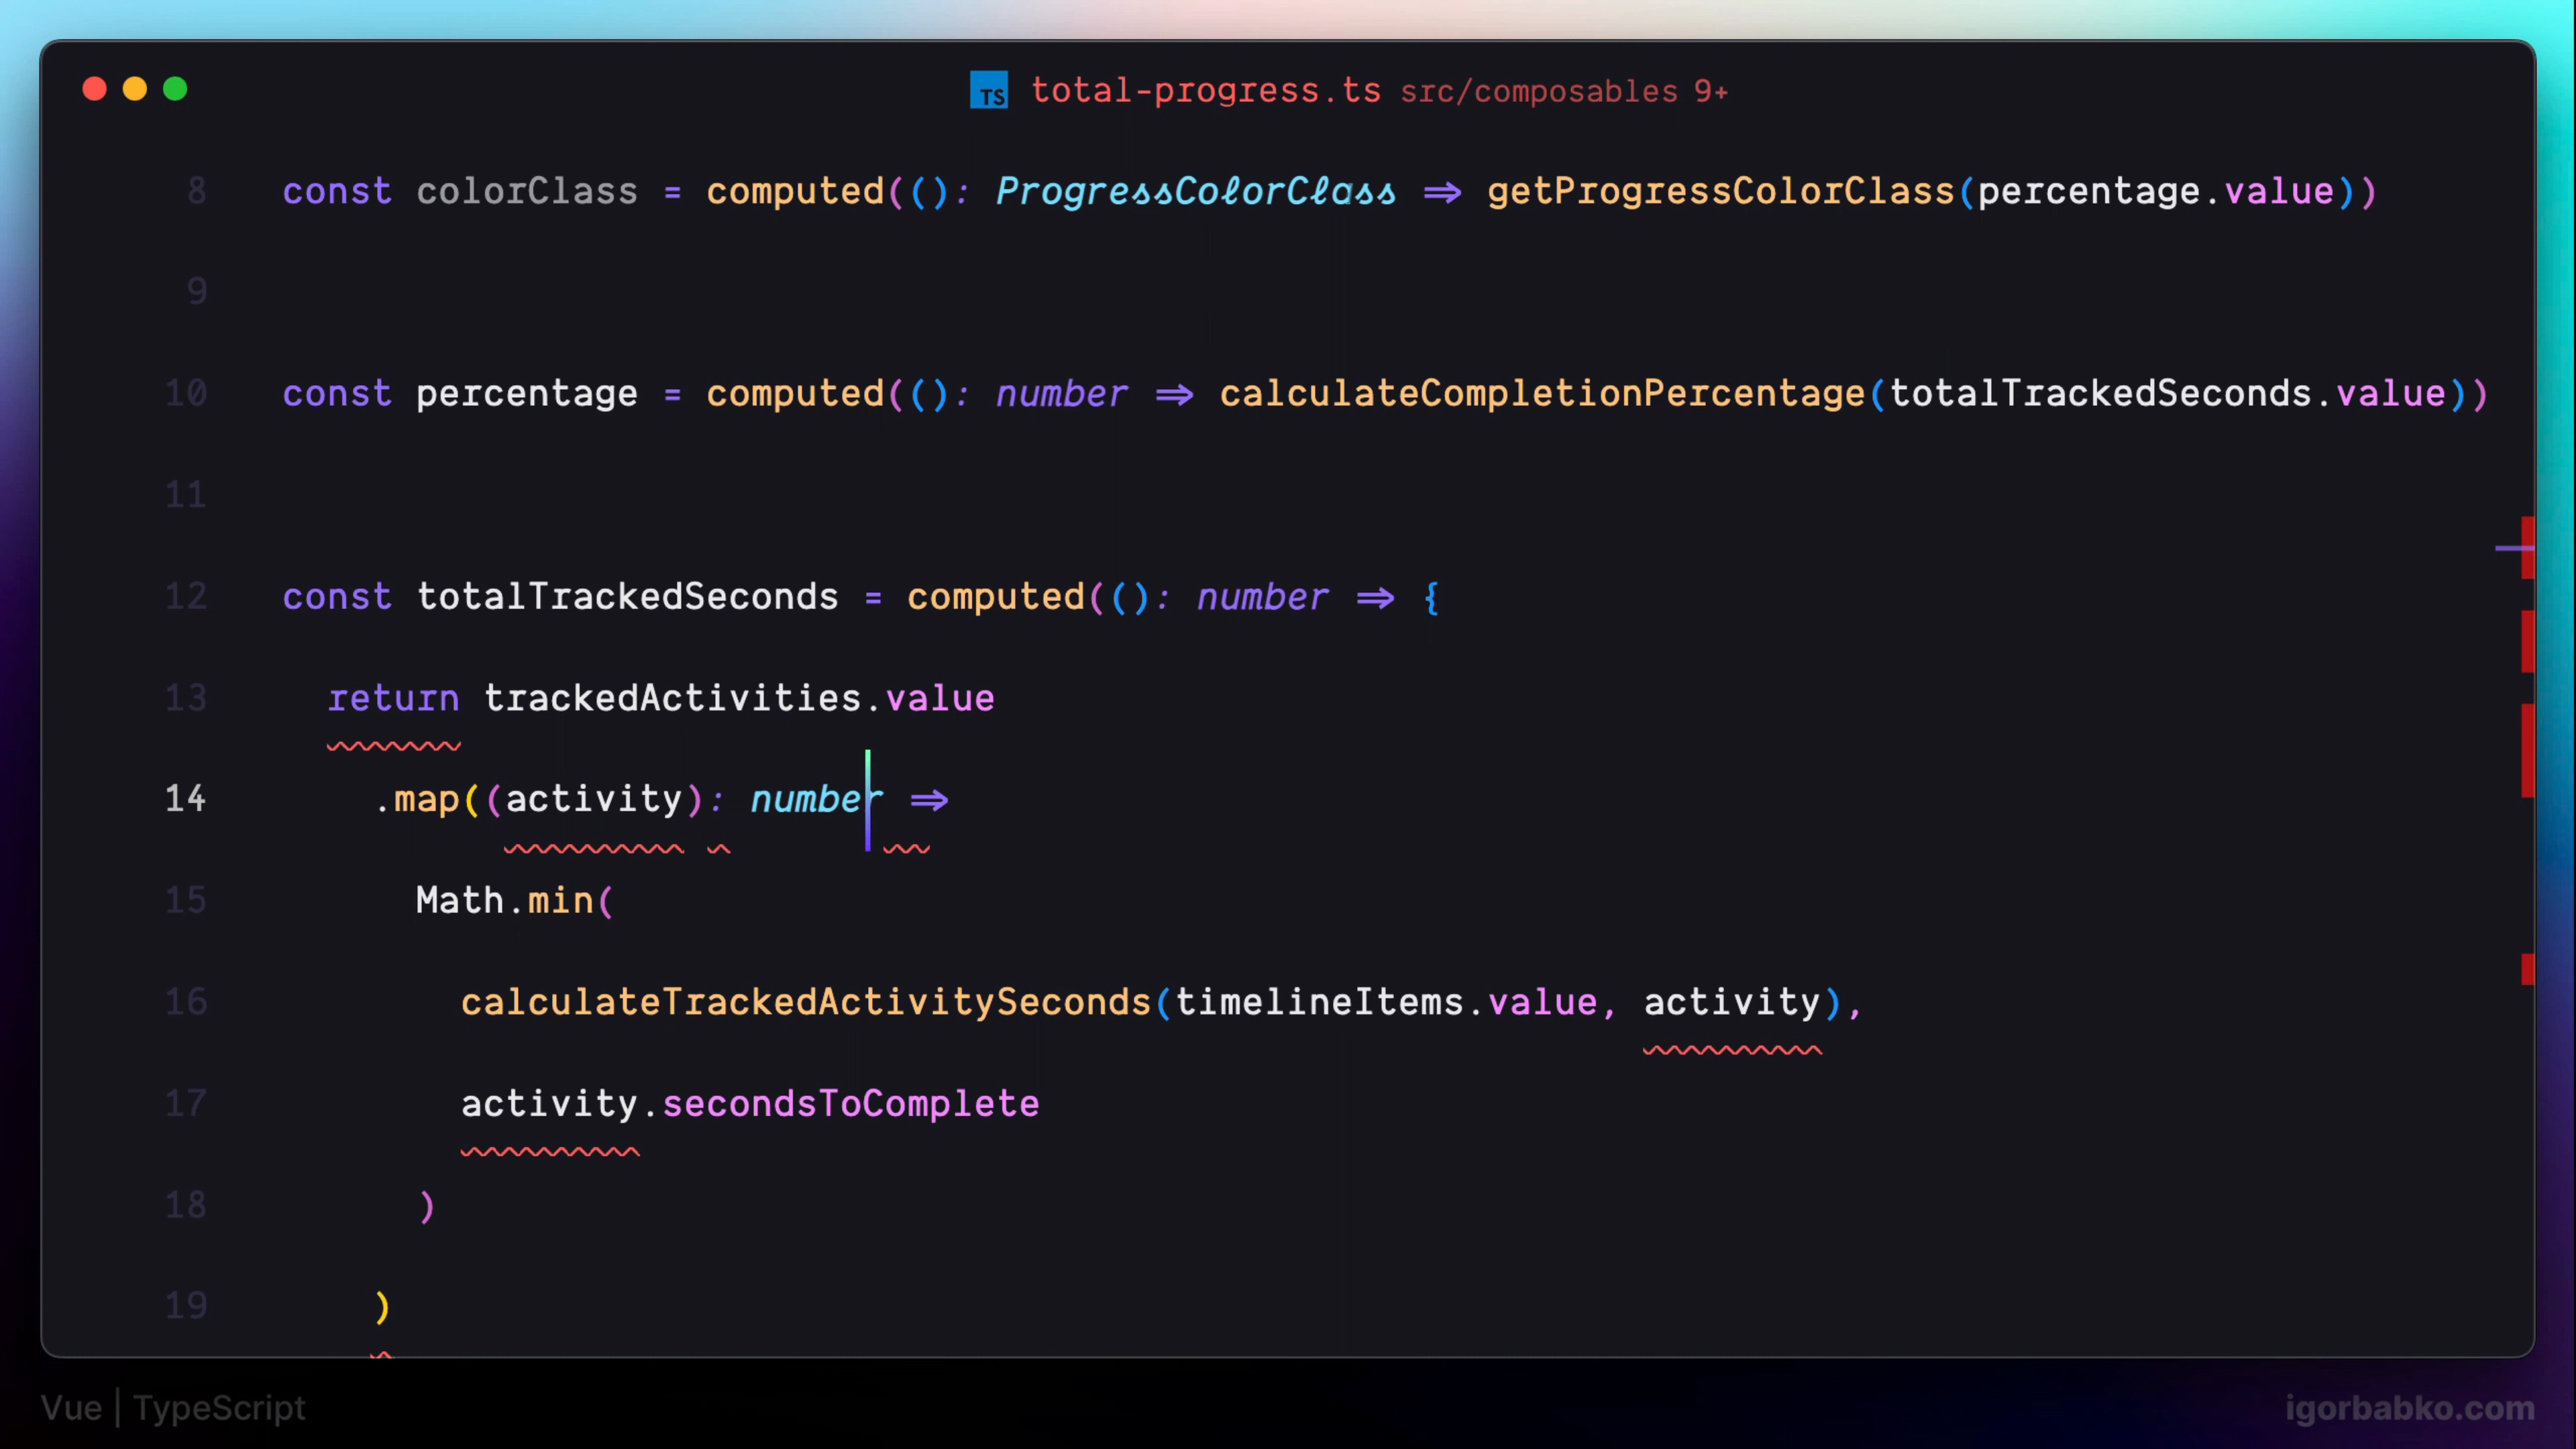 TS total-progress.ts src/composables 9+
8 const colorClass = computed((): ProgressColorClass => getProgressColorClass(percentage.value))
9
10 const percentage = computed((): number => calculateCompletionPercentage(totalTrackedSeconds.value))
11
12 const totalTrackedSeconds = computed((): number => {
13 return trackedActivities.value
14 .map((activity): number =>
15 Math.min(
16 calculateTrackedActivitySeconds(timelineItems.value, activity),
17 activity.secondsToComplete
18 )
19 )
Vue | TypeScript
igorbabko.com